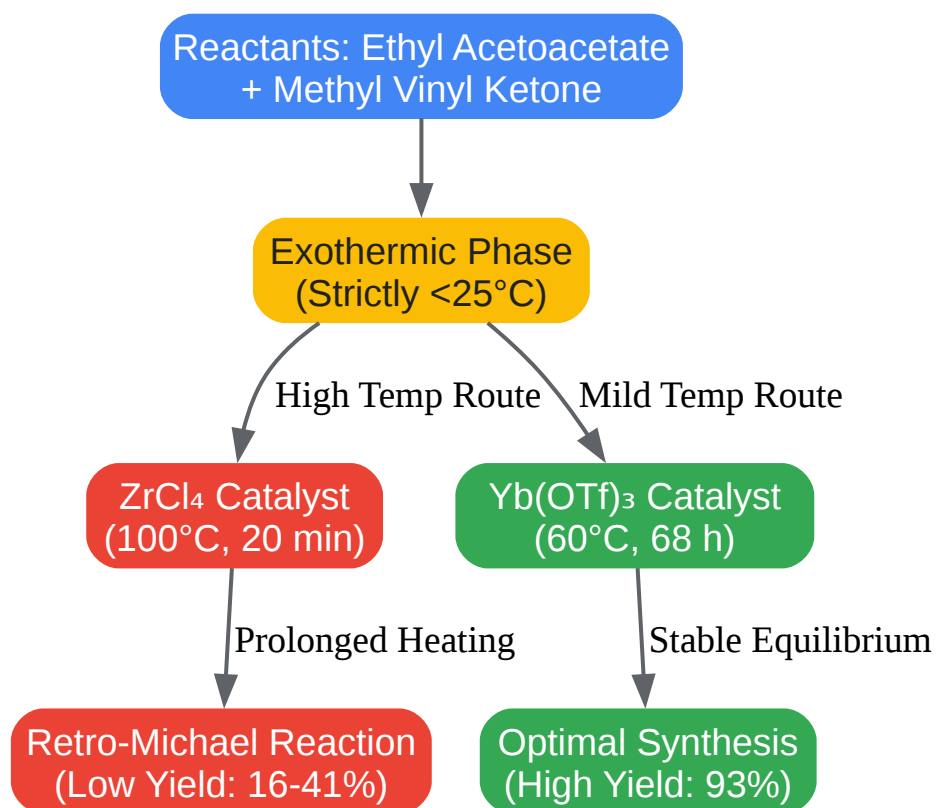 Reactants: Ethyl Acetoacetate
+ Methyl Vinyl Ketone
Exothermic Phase
(Strictly <25°C)
High Temp Route
Mild Temp Route
ZrCl₄ Catalyst
(100°C, 20 min)
Yb(OTf)₃ Catalyst
(60°C, 68 h)
Prolonged Heating
Stable Equilibrium
Retro-Michael Reaction
(Low Yield: 16-41%)
Optimal Synthesis
(High Yield: 93%)